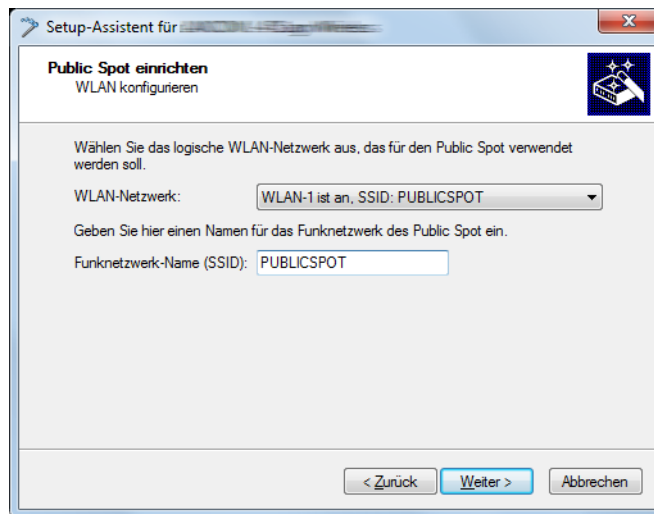 Setup-Assistent für
Public Spot einrichten
WLAN konfigurieren
Wählen Sie das logische WLAN-Netzwerk aus, das für den Public Spot verwendet
werden soll.
WLAN-Netzwerk: WLAN-1 ist an, SSID: PUBLICSPOT
Geben Sie hier einen Namen für das Funknetzwerk des Public Spot ein.
Funknetzwerk-Name (SSID): PUBLICSPOT
< Zurück Weiter > Abbrechen